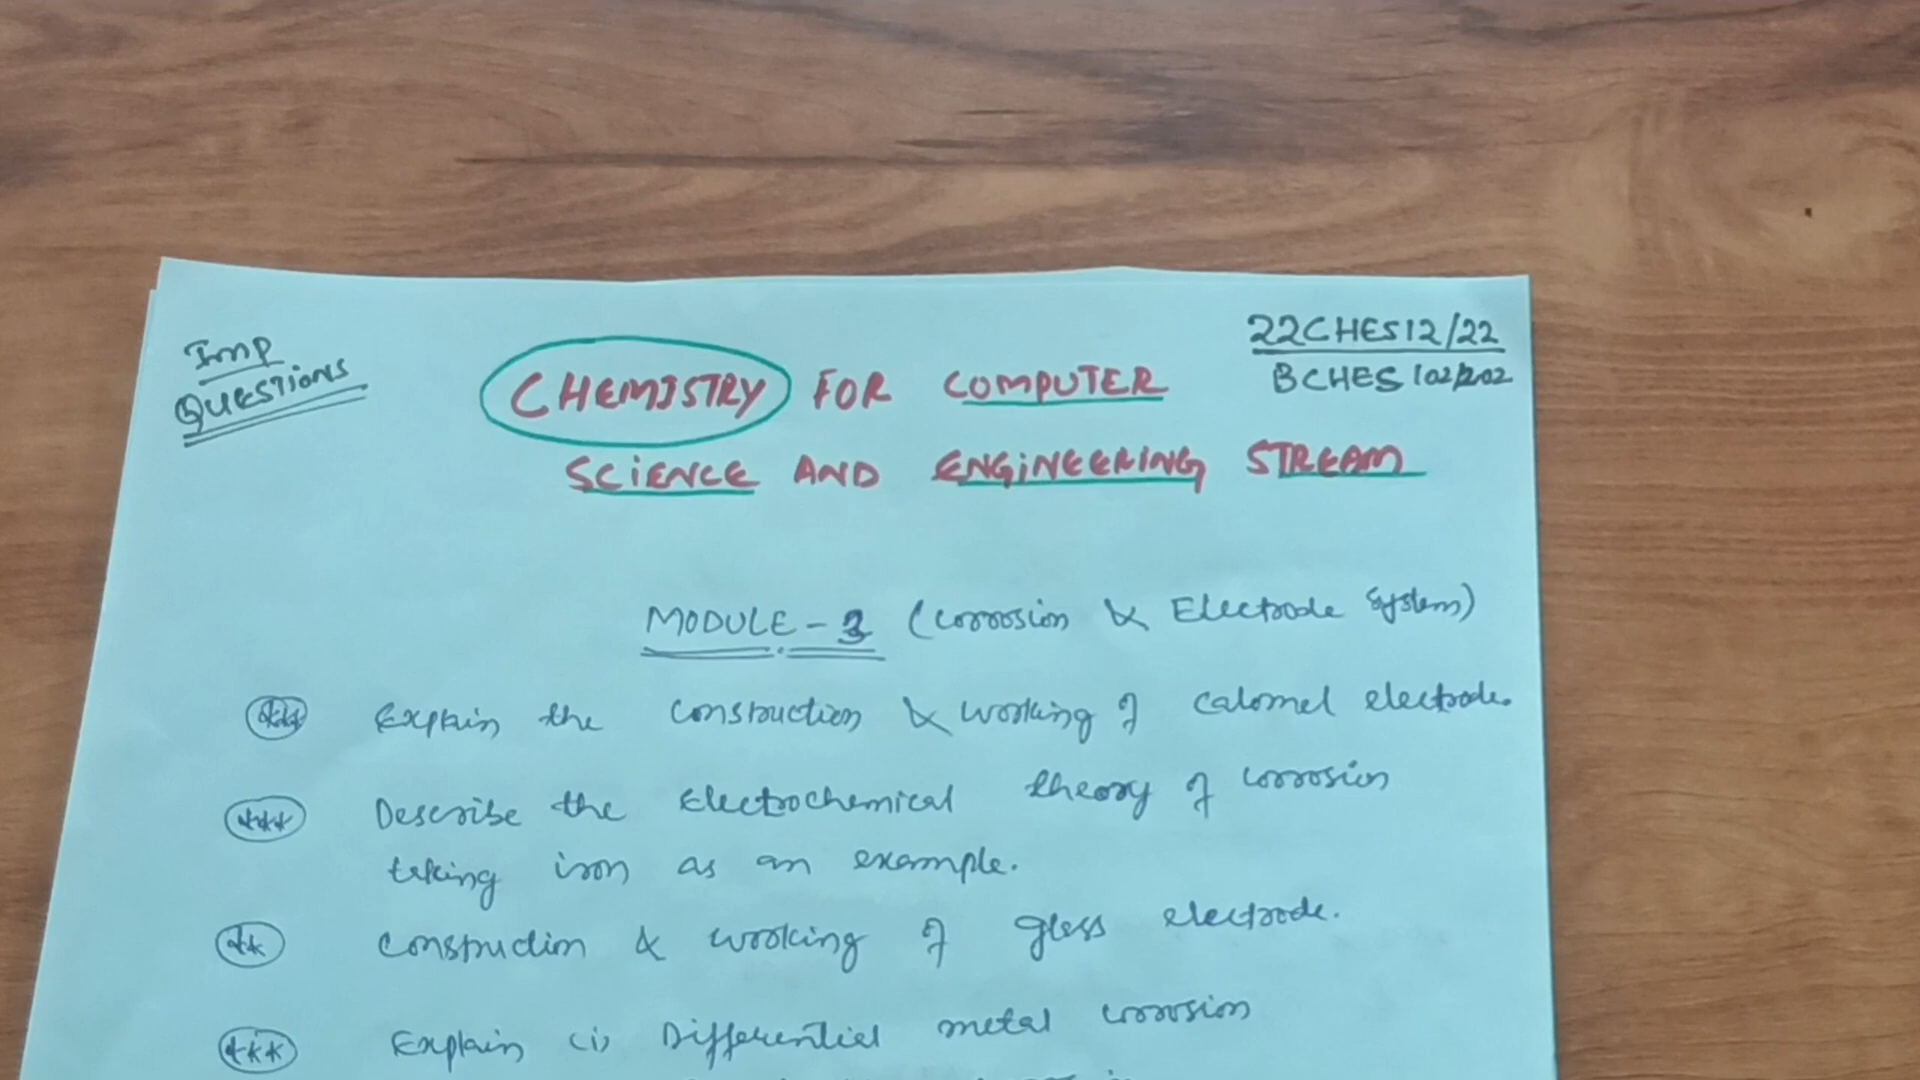 Imp
QUESTIONS
22CHES12/22
BCHES 102/202
CHEMISTRY FOR COMPUTER
SCIENCE AND ENGINEERING STREAM
MODULE - 3 (Corrosion & Electrode System)
*** Explain the construction & working of calomel electrode.
*** Describe the Electrochemical theory of corrosion
taking iron as an example.
** Construction & working of glass electrode.
*** Explain (i) Differential metal corrosion